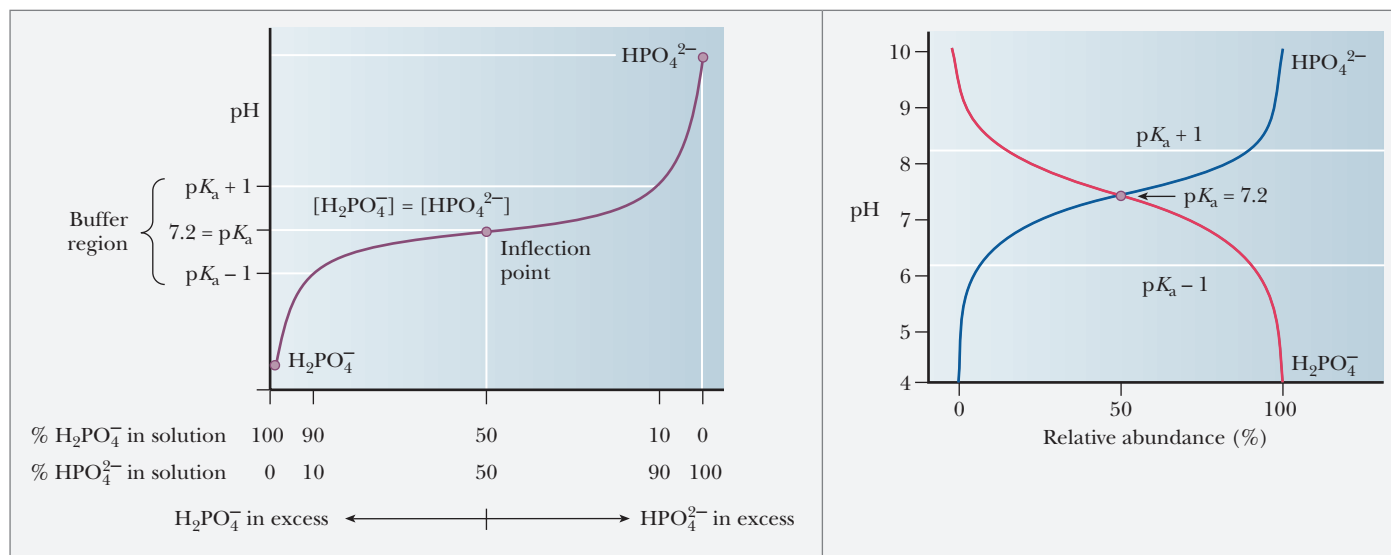 HPO₄²⁻
pH
pKₐ + 1
[H₂PO₄⁻] = [HPO₄²⁻]
Buffer
region
7.2 = pKₐ
Inflection
point
pKₐ – 1
H₂PO₄⁻
% H₂PO₄⁻ in solution 100 90 50 10 0
% HPO₄²⁻ in solution 0 10 50 90 100
H₂PO₄⁻ in excess HPO₄²⁻ in excess
10
HPO₄²⁻
9
pKₐ + 1
8
pKₐ = 7.2
pH
7
6
pKₐ – 1
5
H₂PO₄⁻
4
0 50 100
Relative abundance (%)